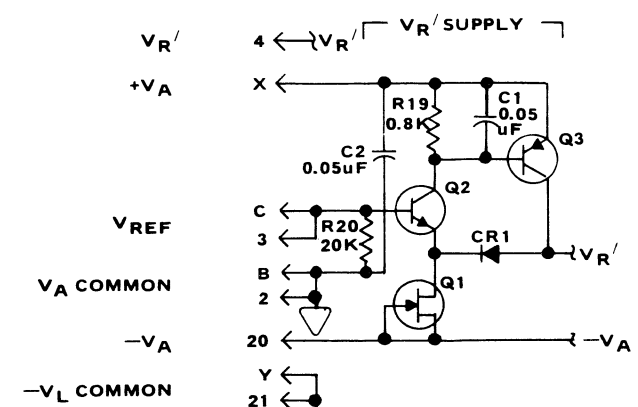 VR' SUPPLY
VR' 4 VR'
+VA X
R19
0.8K
C1
0.05
uF
Q3
C2
0.05uF
Q2
VREF C
3
R20
20K
CR1
VR'
VA COMMON B
2
Q1
−VA 20 −VA
−VL COMMON Y
21